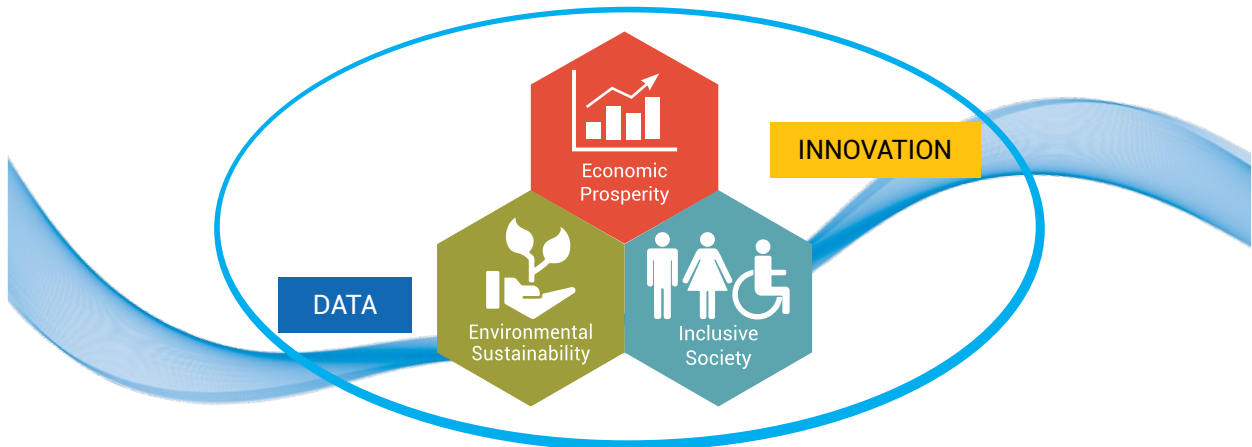 Economic
Prosperity
INNOVATION
DATA
Environmental
Sustainability
Inclusive
Society